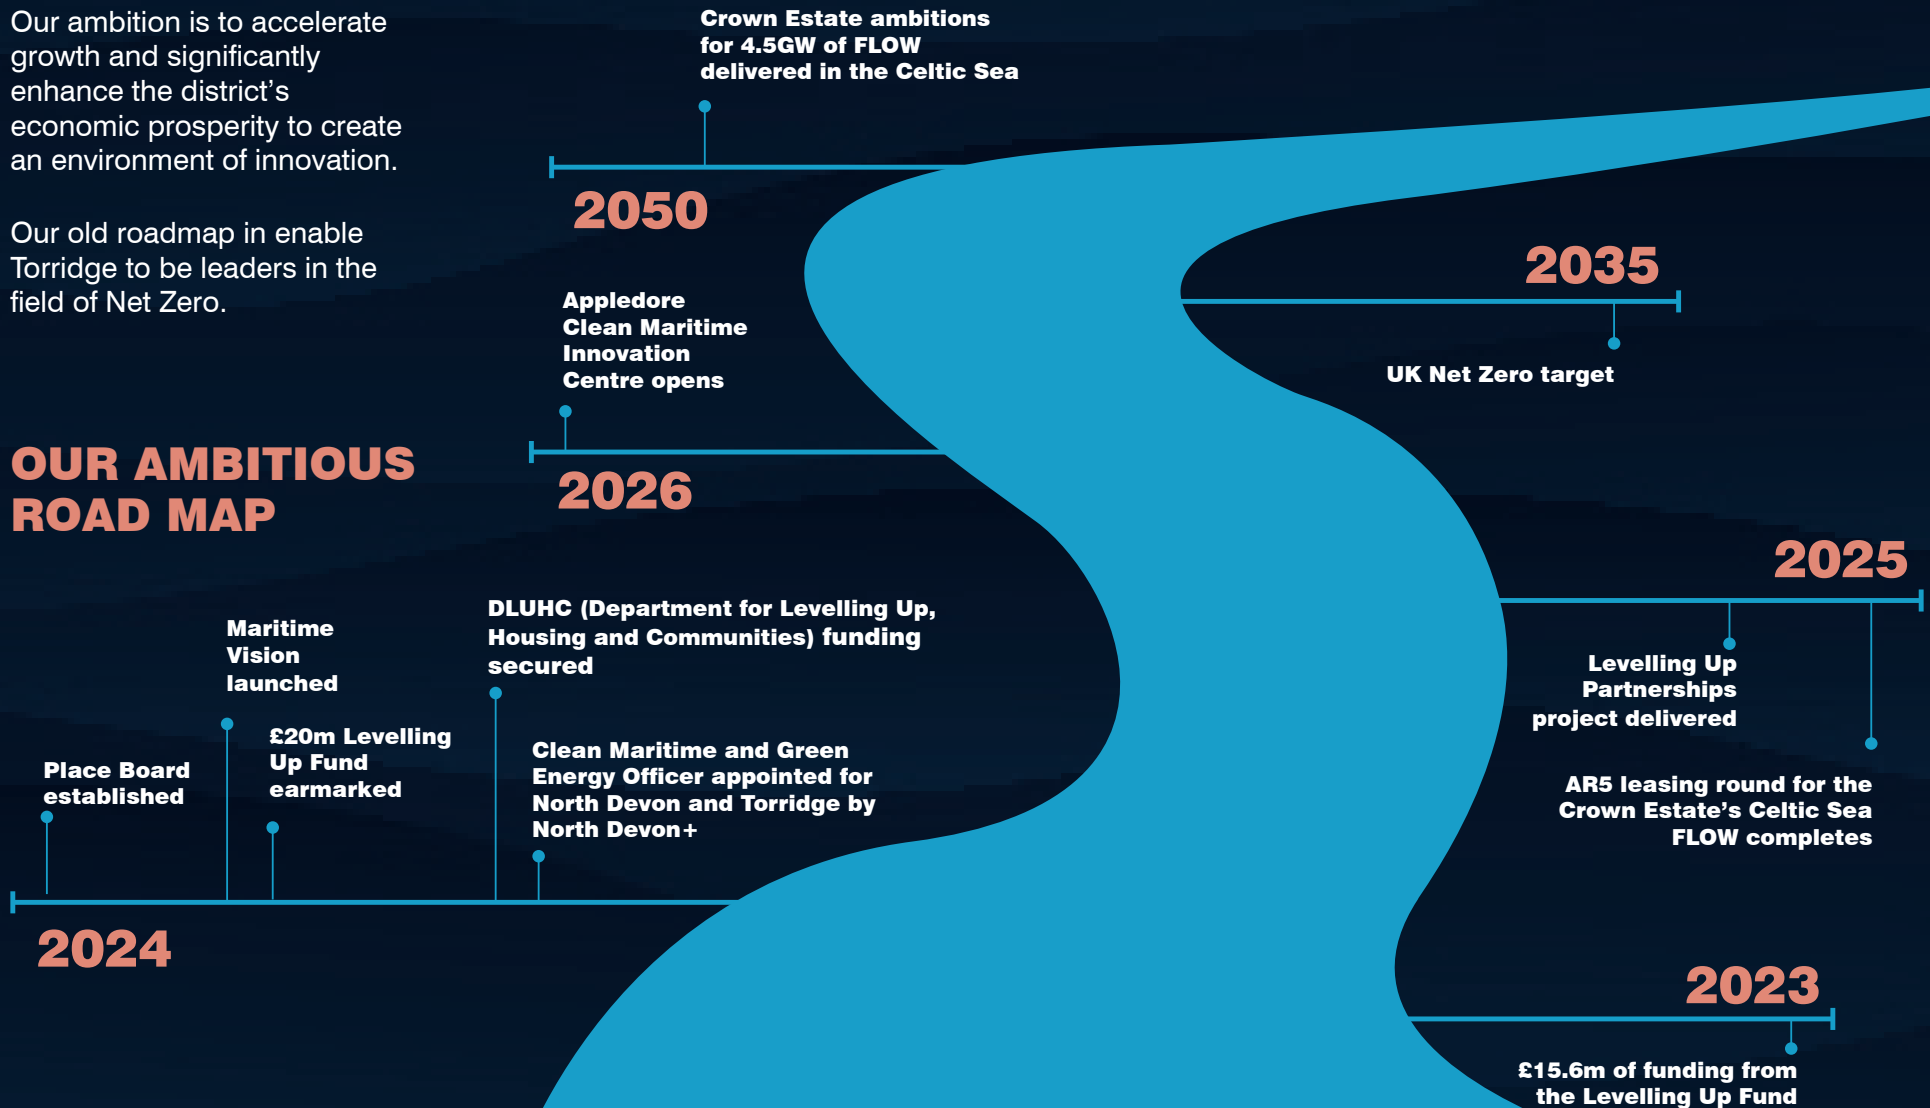 Our ambition is to accelerate
growth and significantly
enhance the district's
economic prosperity to create
an environment of innovation.
Our old roadmap in enable
Torridge to be leaders in the
field of Net Zero.
OUR AMBITIOUS
ROAD MAP
Crown Estate ambitions
for 4.5GW of FLOW
delivered in the Celtic Sea
2050
2035
UK Net Zero target
Appledore
Clean Maritime
Innovation
Centre opens
2026
2025
Levelling Up
Partnerships
project delivered
AR5 leasing round for the
Crown Estate's Celtic Sea
FLOW completes
Place Board
established
Maritime
Vision
launched
£20m Levelling
Up Fund
earmarked
DLUHC (Department for Levelling Up,
Housing and Communities) funding
secured
Clean Maritime and Green
Energy Officer appointed for
North Devon and Torridge by
North Devon+
2024
2023
£15.6m of funding from
the Levelling Up Fund